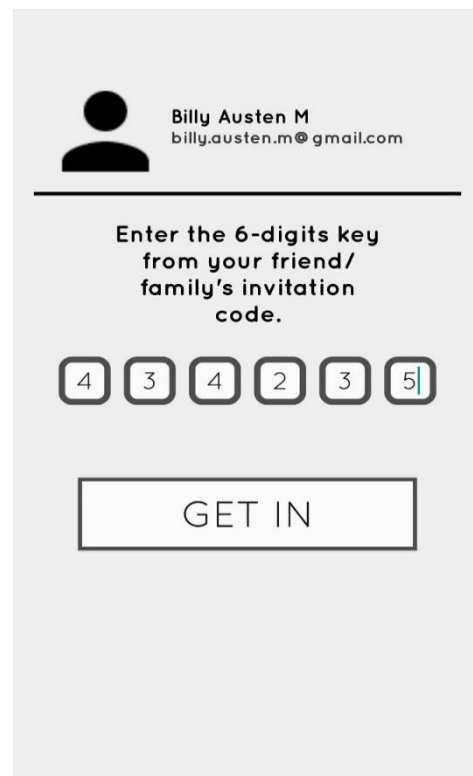 Billy Austen M
billy.austen.m@gmail.com
Enter the 6-digits key
from your friend/
family's invitation
code.
4 3 4 2 3 5
GET IN